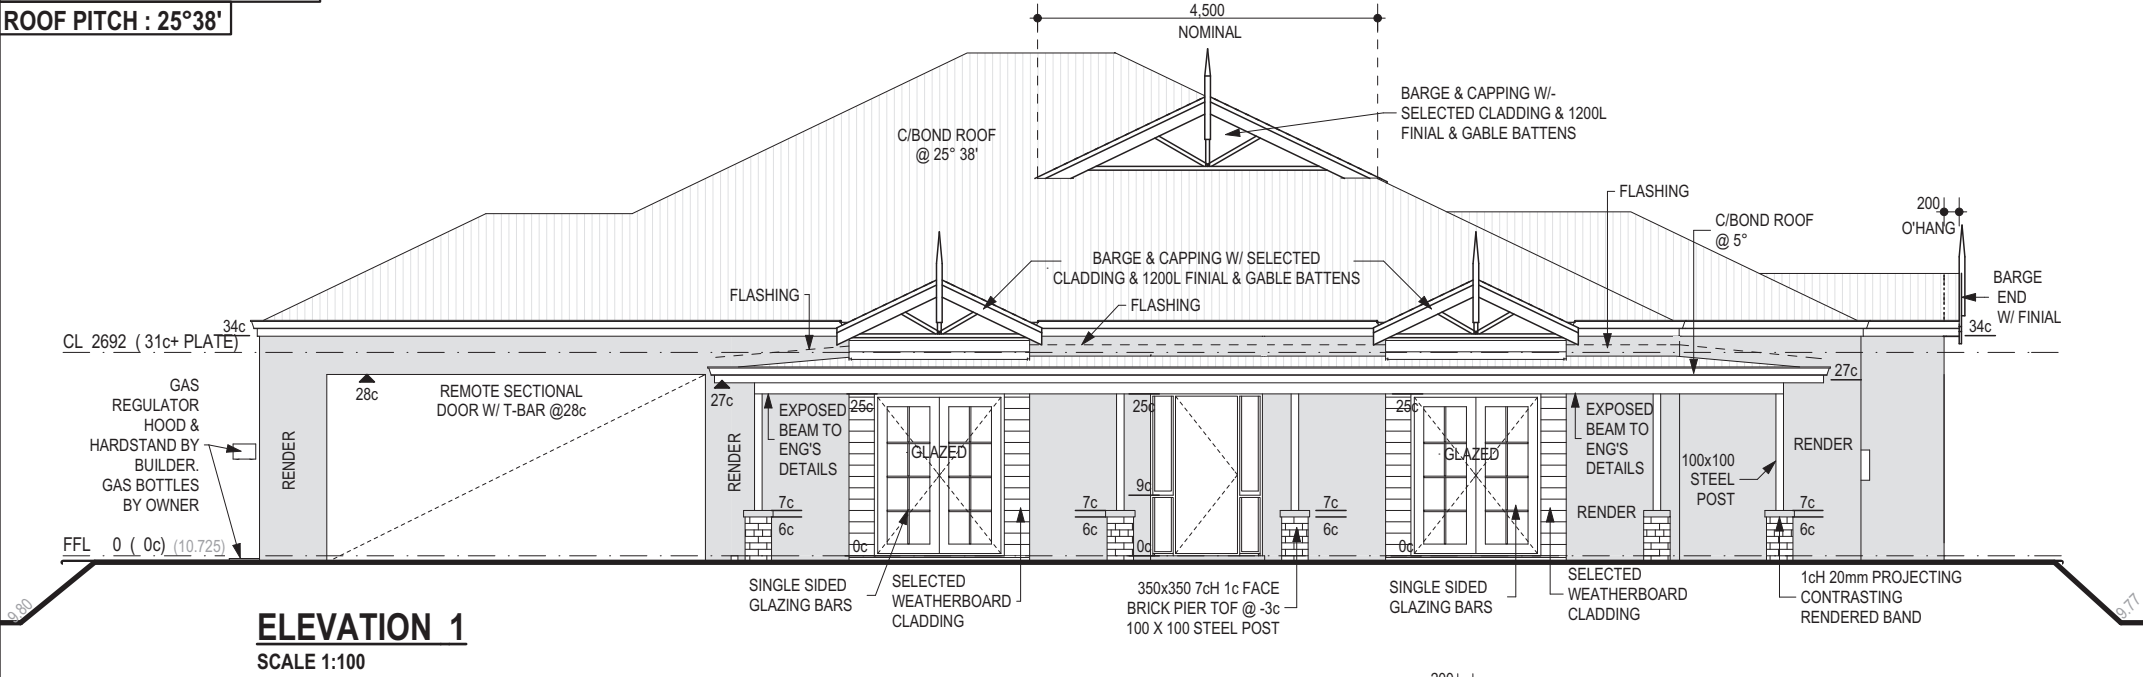 ROOF PITCH : 25°38'
4,500
NOMINAL
BARGE & CAPPING W/-
SELECTED CLADDING & 1200L
FINIAL & GABLE BATTENS
C/BOND ROOF
@ 25° 38'
FLASHING
200
O'HANG
C/BOND ROOF
@ 5°
BARGE & CAPPING W/ SELECTED
CLADDING & 1200L FINIAL & GABLE BATTENS
FLASHING
FLASHING
BARGE
END
W/ FINIAL
34c
34c
CL 2692 ( 31c+ PLATE)
GAS
REGULATOR
HOOD &
HARDSTAND BY
BUILDER.
GAS BOTTLES
BY OWNER
28c
REMOTE SECTIONAL
DOOR W/ T-BAR @28c
27c
27c
RENDER
RENDER
EXPOSED
BEAM TO
ENG'S
DETAILS
25c
GLAZED
25c
25c
GLAZED
EXPOSED
BEAM TO
ENG'S
DETAILS
100x100
STEEL
POST
RENDER
RENDER
9c
7c
6c
7c
6c
7c
6c
7c
6c
0c
0c
0c
FFL 0 ( 0c) (10.725)
9.80
9.77
SINGLE SIDED
GLAZING BARS
SELECTED
WEATHERBOARD
CLADDING
350x350 7cH 1c FACE
BRICK PIER TOF @ -3c
100 X 100 STEEL POST
SINGLE SIDED
GLAZING BARS
SELECTED
WEATHERBOARD
CLADDING
1cH 20mm PROJECTING
CONTRASTING
RENDERED BAND
ELEVATION 1
SCALE 1:100